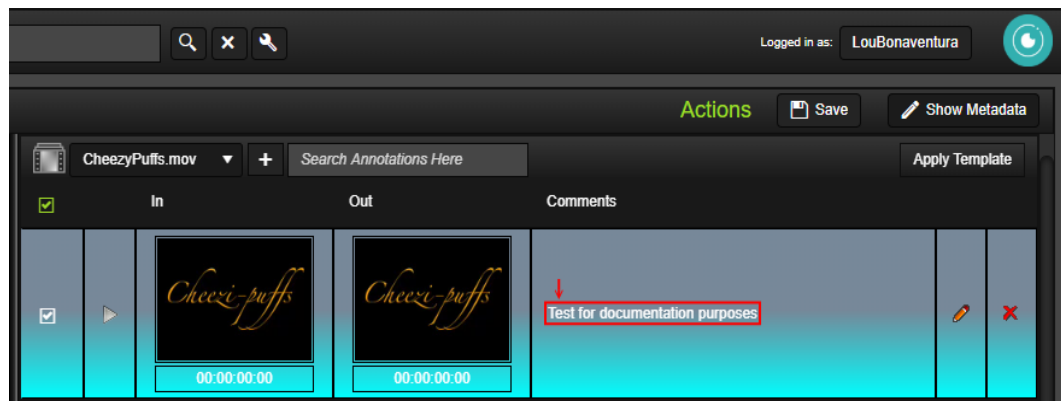 Logged in as: LouBonaventura
Actions Save Show Metadata
CheezyPuffs.mov + Search Annotations Here Apply Template
In Out Comments
Cheezi-puffs Cheezi-puffs
Test for documentation purposes
00:00:00:00 00:00:00:00